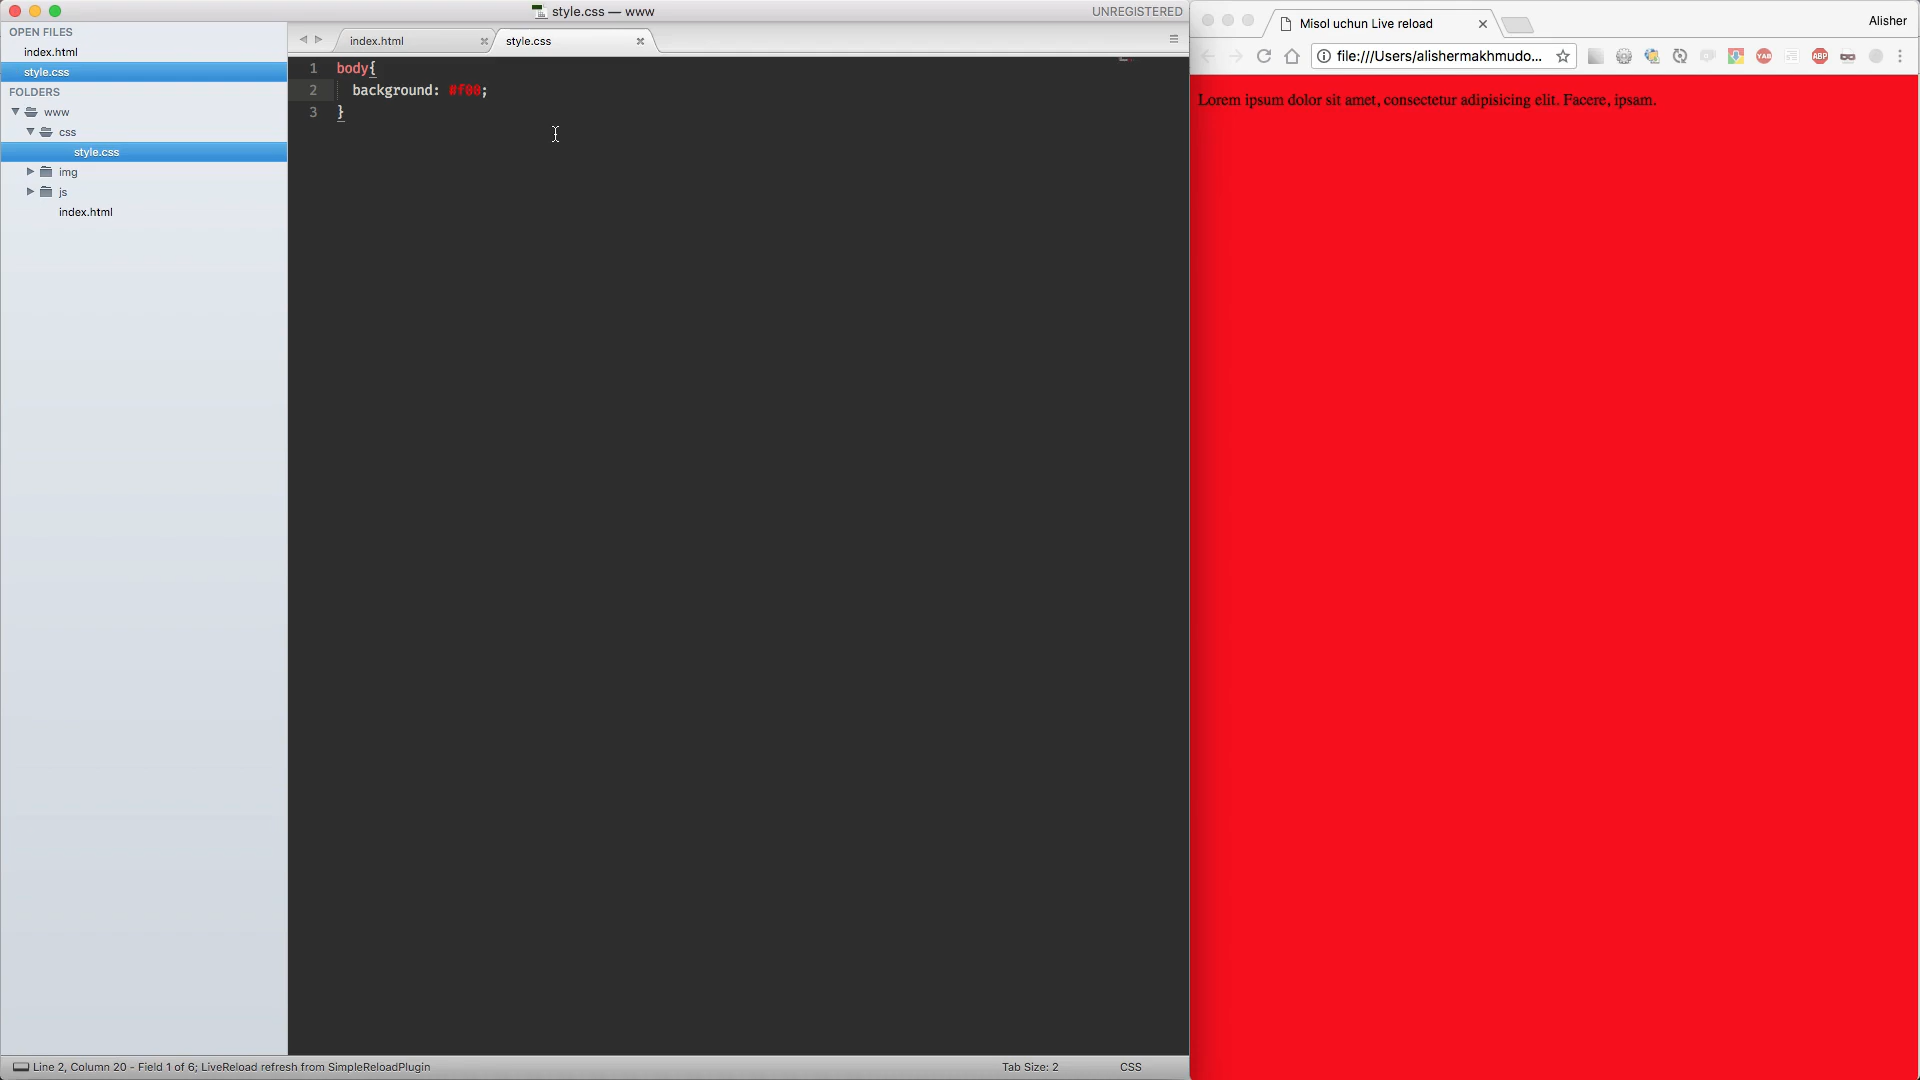 style.css — www
UNREGISTERED
OPEN FILES
index.html
style.css
FOLDERS
www
css
style.css
img
js
index.html
index.html
style.css
1 body{
2 background: #f00;
3 }
Line 2, Column 20 - Field 1 of 6; LiveReload refresh from SimpleReloadPlugin
Tab Size: 2
CSS
Misol uchun Live reload
Alisher
file:///Users/alishermakhmudo...
YAB
ABP
Lorem ipsum dolor sit amet, consectetur adipisicing elit. Facere, ipsam.